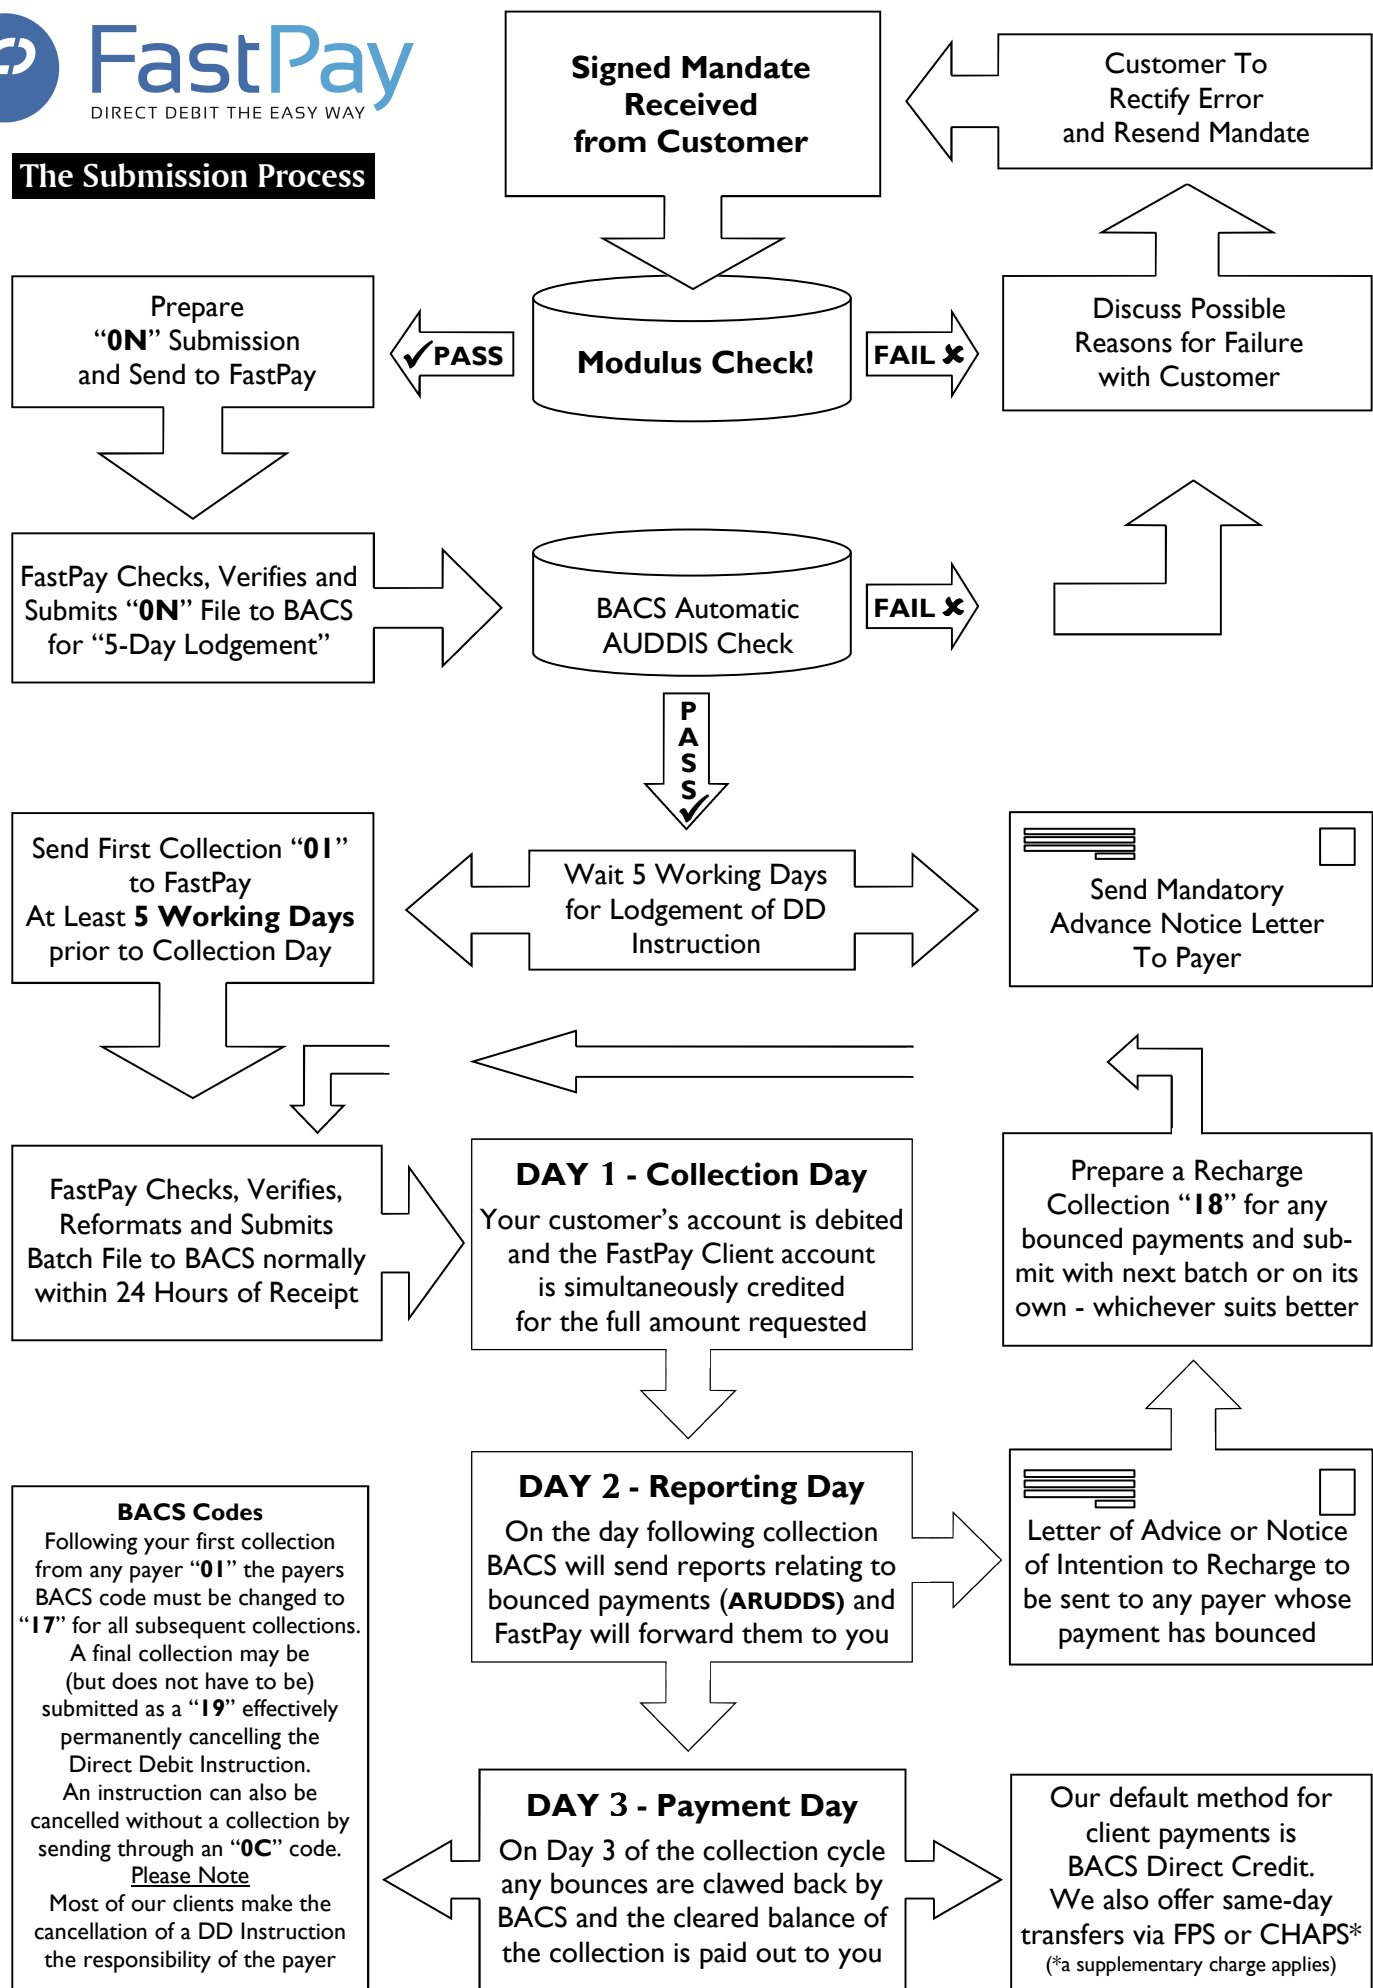 FastPay
DIRECT DEBIT THE EASY WAY
The Submission Process
Signed Mandate
Received
from Customer
Customer To
Rectify Error
and Resend Mandate
Prepare
“0N” Submission
and Send to FastPay
✓PASS
Modulus Check!
FAIL ✘
Discuss Possible
Reasons for Failure
with Customer
FastPay Checks, Verifies and
Submits “0N” File to BACS
for “5-Day Lodgement”
BACS Automatic
AUDDIS Check
FAIL ✘
P
A
S
S
✓
Send First Collection “01”
to FastPay
At Least 5 Working Days
prior to Collection Day
Wait 5 Working Days
for Lodgement of DD
Instruction
Send Mandatory
Advance Notice Letter
To Payer
FastPay Checks, Verifies,
Reformats and Submits
Batch File to BACS normally
within 24 Hours of Receipt
DAY 1 - Collection Day
Your customer’s account is debited
and the FastPay Client account
is simultaneously credited
for the full amount requested
Prepare a Recharge
Collection “18” for any
bounced payments and sub-
mit with next batch or on its
own - whichever suits better
DAY 2 - Reporting Day
On the day following collection
BACS will send reports relating to
bounced payments (ARUDDS) and
FastPay will forward them to you
Letter of Advice or Notice
of Intention to Recharge to
be sent to any payer whose
payment has bounced
BACS Codes
Following your first collection
from any payer “01” the payers
BACS code must be changed to
“17” for all subsequent collections.
A final collection may be
(but does not have to be)
submitted as a “19” effectively
permanently cancelling the
Direct Debit Instruction.
An instruction can also be
cancelled without a collection by
sending through an “0C” code.
Please Note
Most of our clients make the
cancellation of a DD Instruction
the responsibility of the payer
DAY 3 - Payment Day
On Day 3 of the collection cycle
any bounces are clawed back by
BACS and the cleared balance of
the collection is paid out to you
Our default method for
client payments is
BACS Direct Credit.
We also offer same-day
transfers via FPS or CHAPS*
(*a supplementary charge applies)